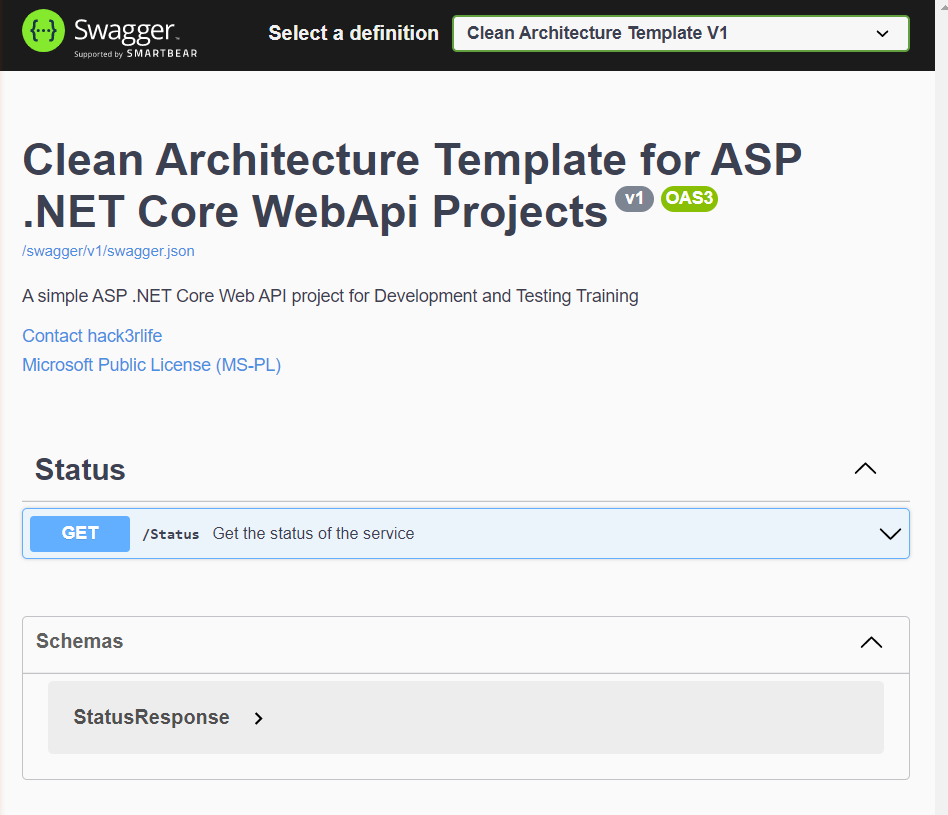 {···} Swagger™
Supported by SMARTBEAR
Select a definition
Clean Architecture Template V1
Clean Architecture Template for ASP
.NET Core WebApi Projects v1 OAS3
/swagger/v1/swagger.json
A simple ASP .NET Core Web API project for Development and Testing Training
Contact hack3rlife
Microsoft Public License (MS-PL)
Status
GET /Status Get the status of the service
Schemas
StatusResponse